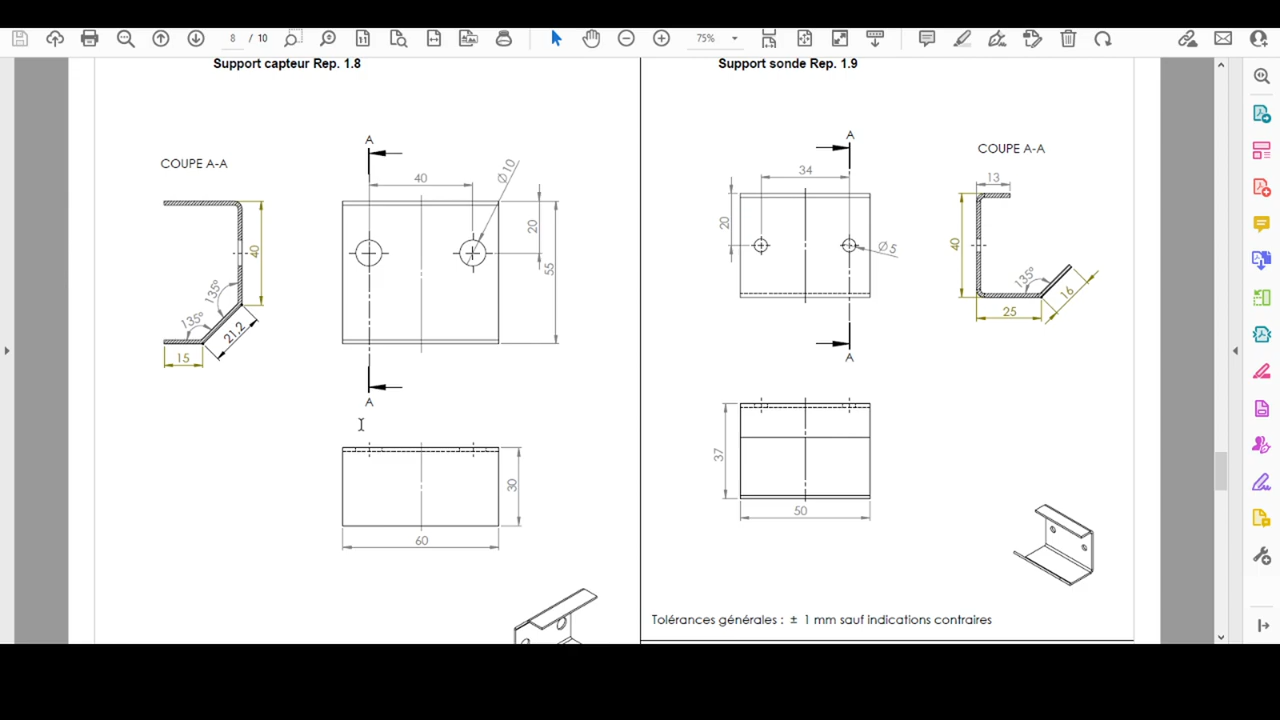 8 / 10
75%
Support capteur Rep. 1.8
COUPE A-A
A
40
Ø10
20
55
40
135°
135°
21,2
15
A
30
60
Support sonde Rep. 1.9
A
COUPE A-A
34
13
20
Ø5
40
135°
16
25
A
37
50
Tolérances générales : ± 1 mm sauf indications contraires